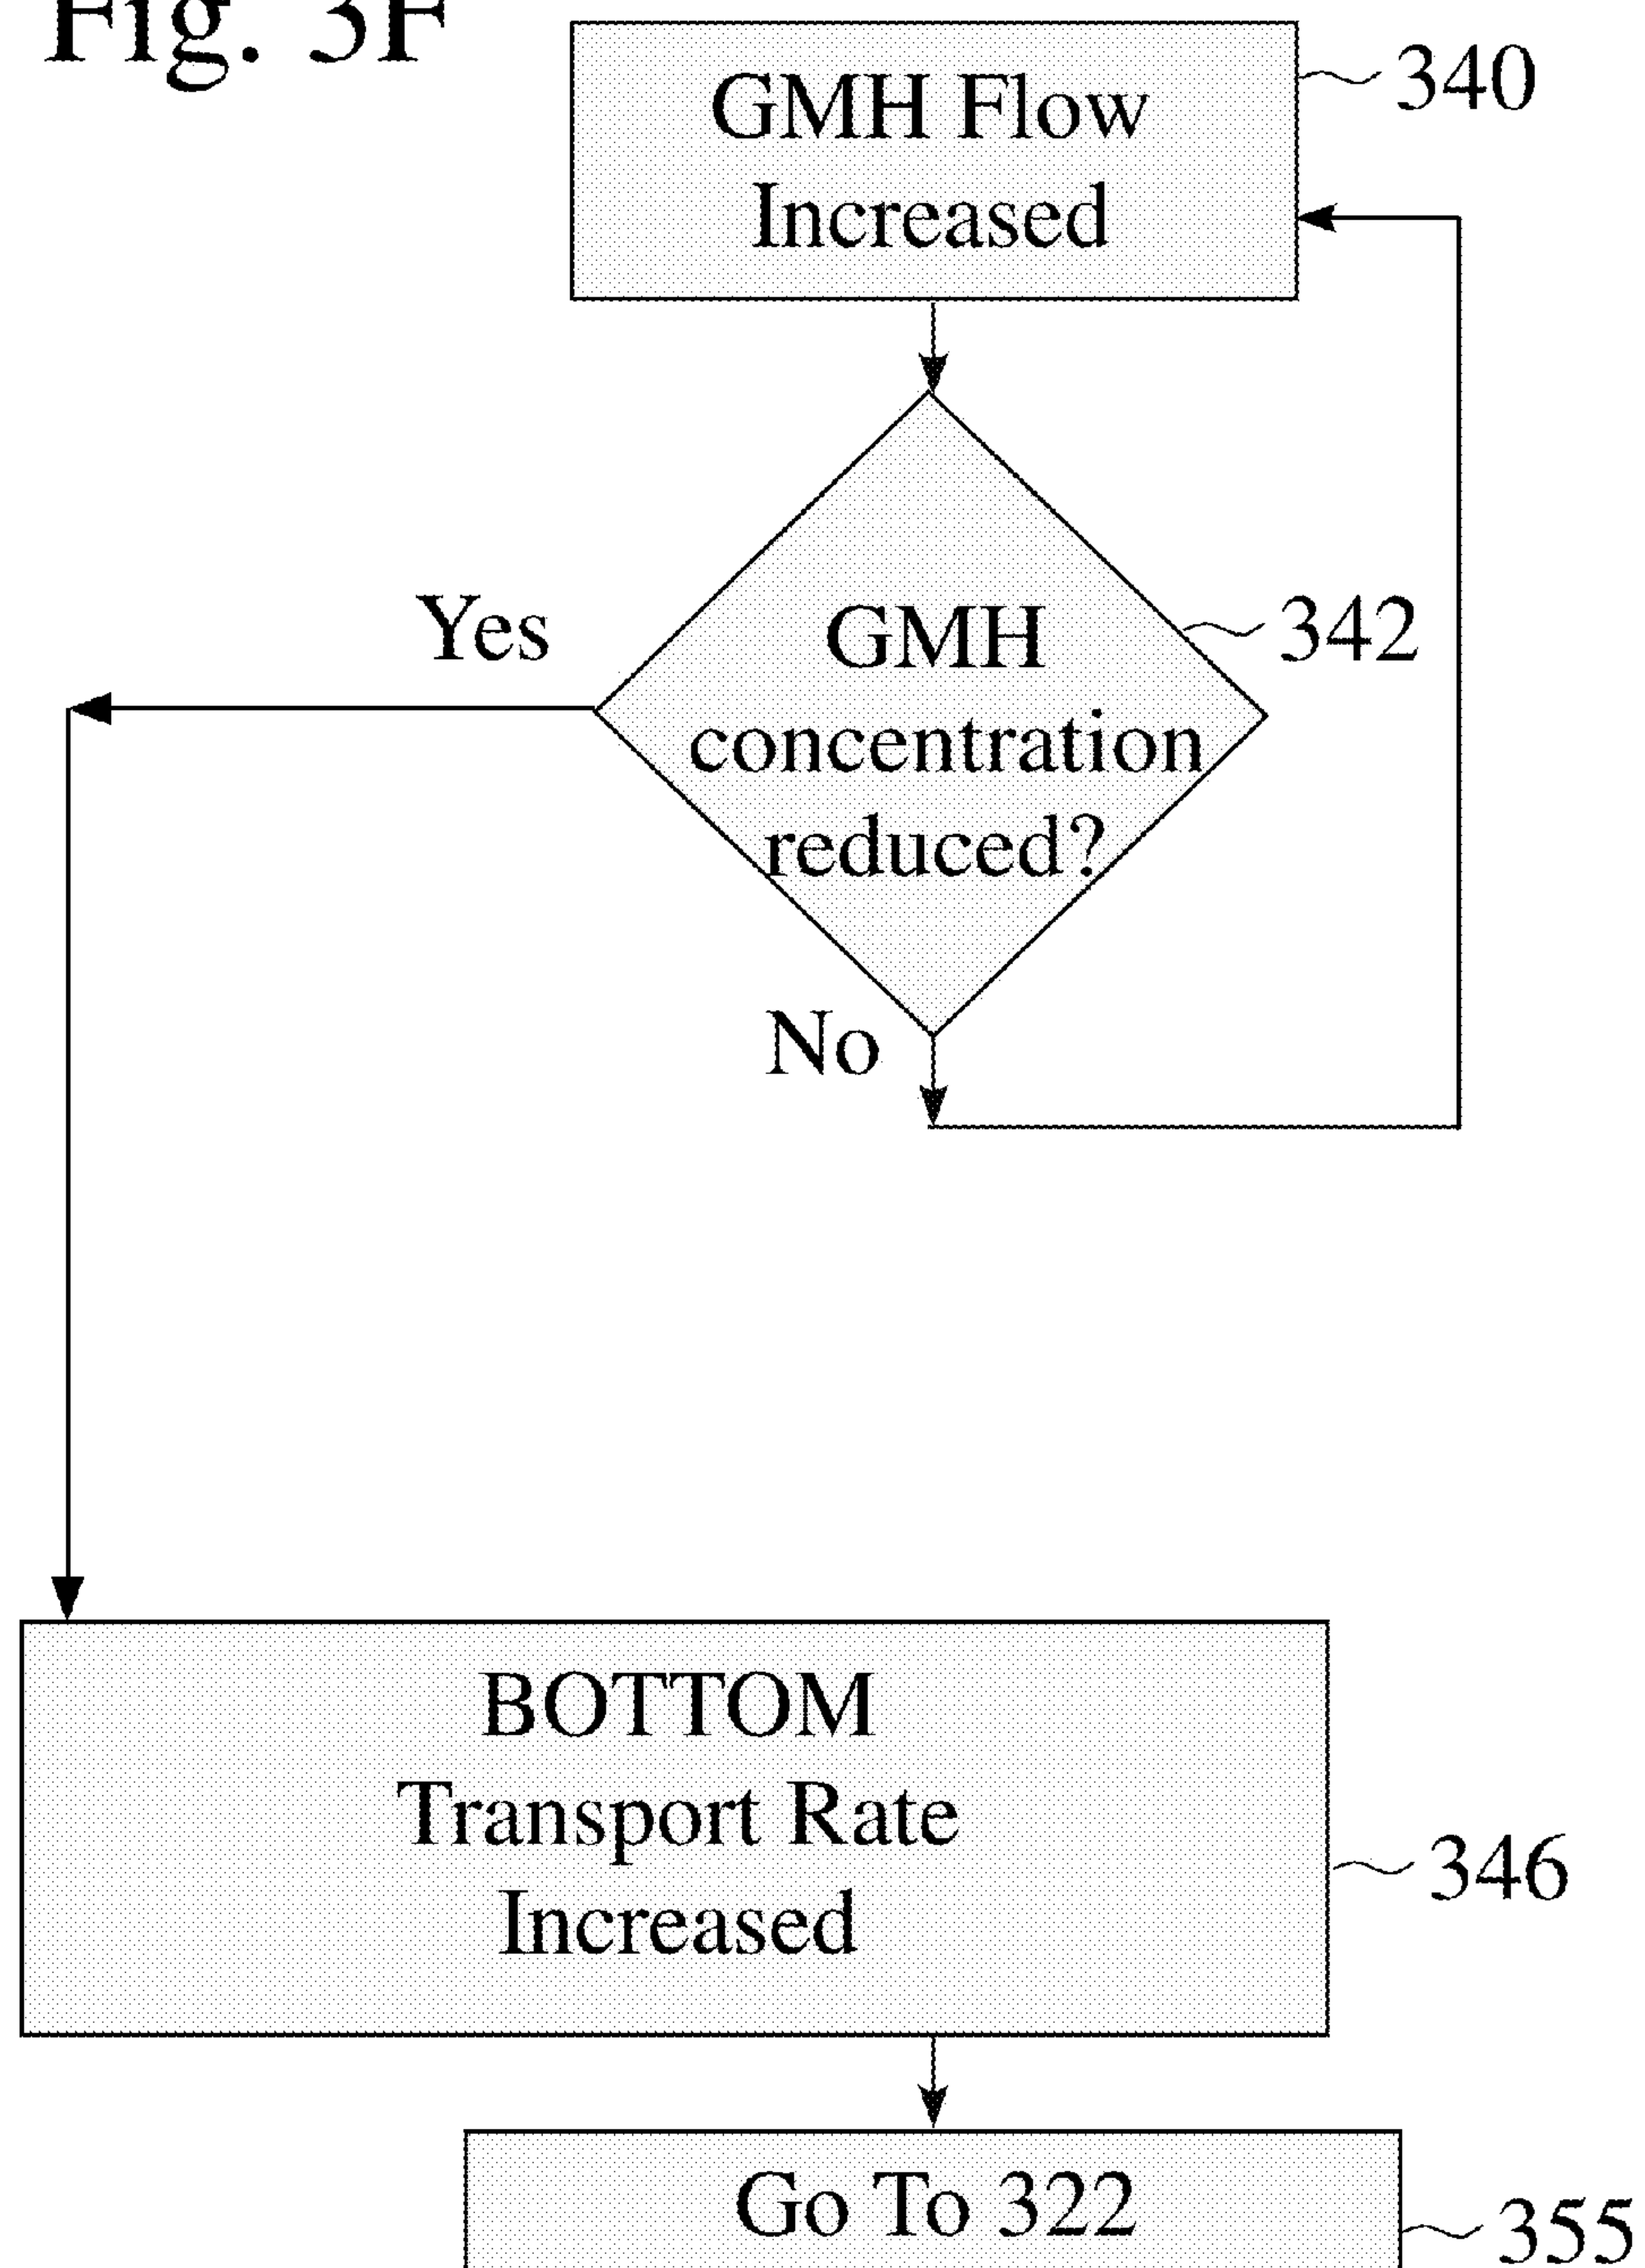 Fig. 3F
GMH Flow
Increased
340
GMH
concentration
reduced?
342
Yes
No
BOTTOM
Transport Rate
Increased
346
Go To 322
355